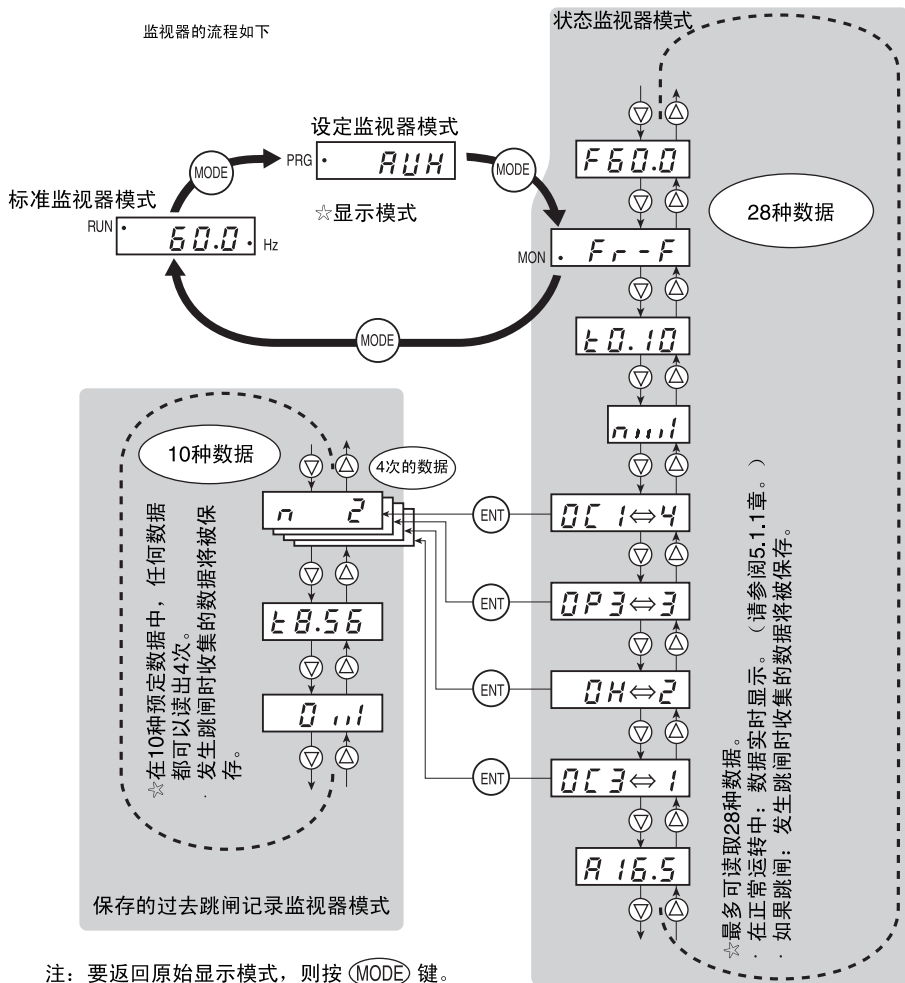 监视器的流程如下
状态监视器模式
设定监视器模式
MODE
PRG
AUH
MODE
☆显示模式
标准监视器模式
RUN
60.0
Hz
MODE
F60.0
28种数据
MON
Fr-F
t0.10
10种数据
4次的数据
n 2
ENT
OC1⇔4
t8.56
ENT
OP3⇔3
ENT
OH⇔2
ENT
OC3⇔1
A16.5
☆在10种预定数据中，任何数据
都可以读出4次。
发生跳闸时收集的数据将被保
存。
☆最多可读取28种数据。
· 在正常运转中：数据实时显示。（请参阅5.1.1章。）
· 如果跳闸：发生跳闸时收集的数据将被保存。
保存的过去跳闸记录监视器模式
注：要返回原始显示模式，则按 MODE 键。